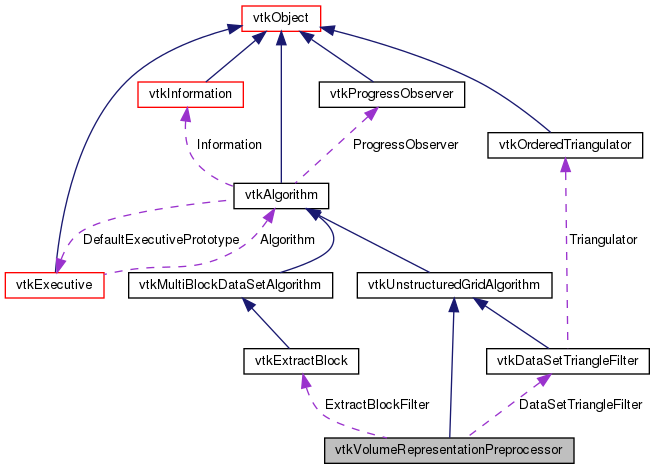 vtkObject
vtkInformation
vtkProgressObserver
vtkOrderedTriangulator
Information
ProgressObserver
vtkAlgorithm
DefaultExecutivePrototype
Algorithm
Triangulator
vtkExecutive
vtkMultiBlockDataSetAlgorithm
vtkUnstructuredGridAlgorithm
vtkExtractBlock
vtkDataSetTriangleFilter
ExtractBlockFilter
DataSetTriangleFilter
vtkVolumeRepresentationPreprocessor